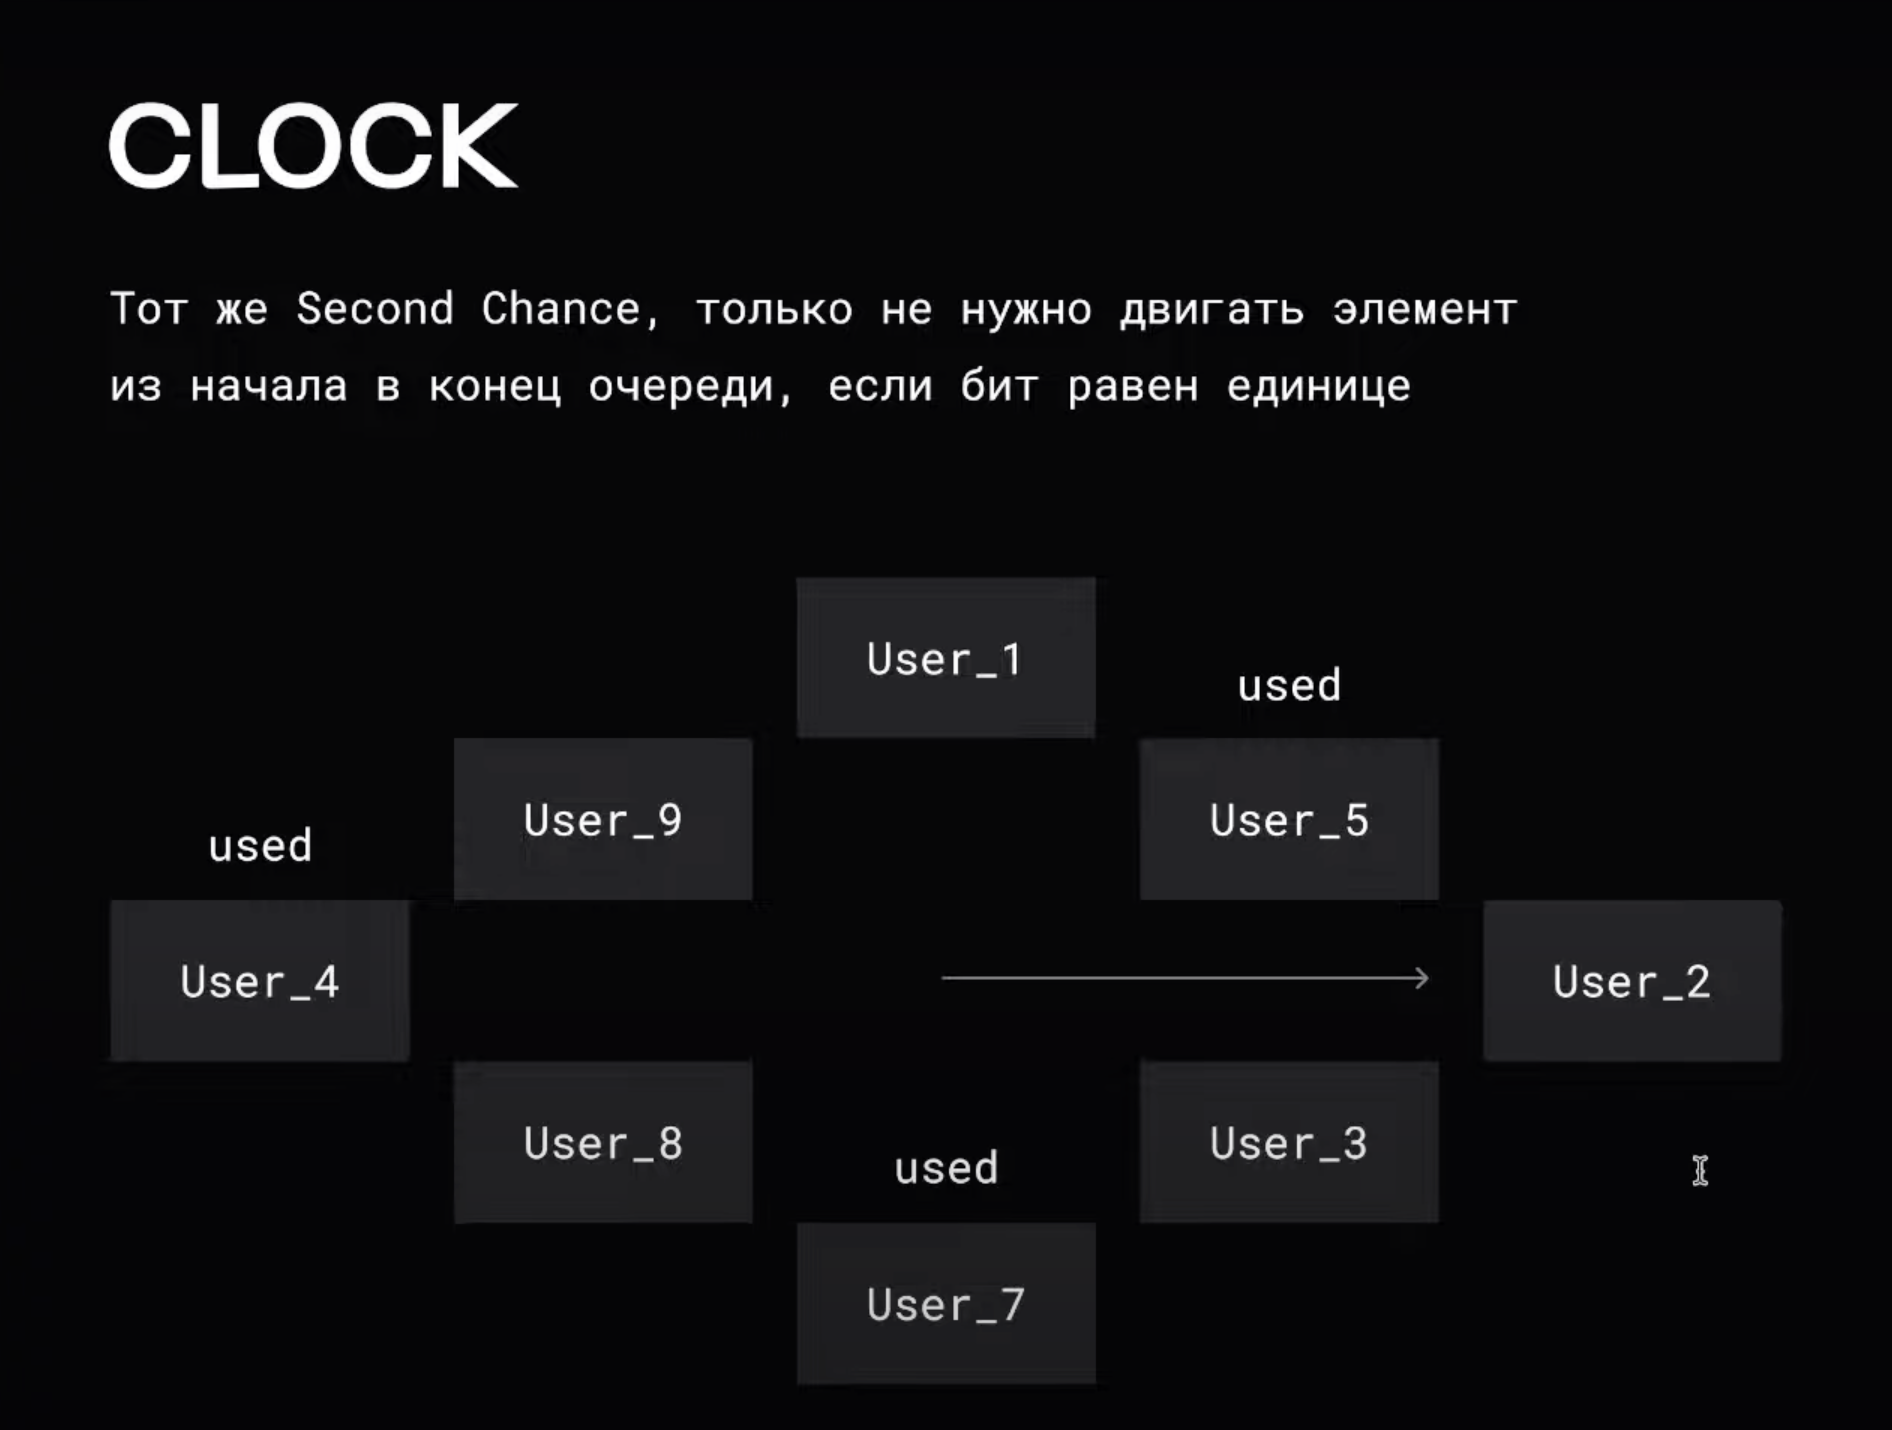 CLOCK
Тот же Second Chance, только не нужно двигать элемент
из начала в конец очереди, если бит равен единице
User_1
used
User_9
User_5
used
User_4
User_2
User_8
User_3
used
User_7